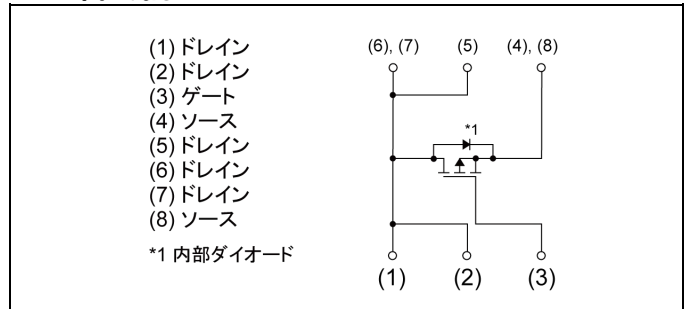 (1) ドレイン
(2) ドレイン
(3) ゲート
(4) ソース
(5) ドレイン
(6) ドレイン
(7) ドレイン
(8) ソース
*1 内部ダイオード
(6), (7)
(5)
(4), (8)
*1
(1)
(2)
(3)